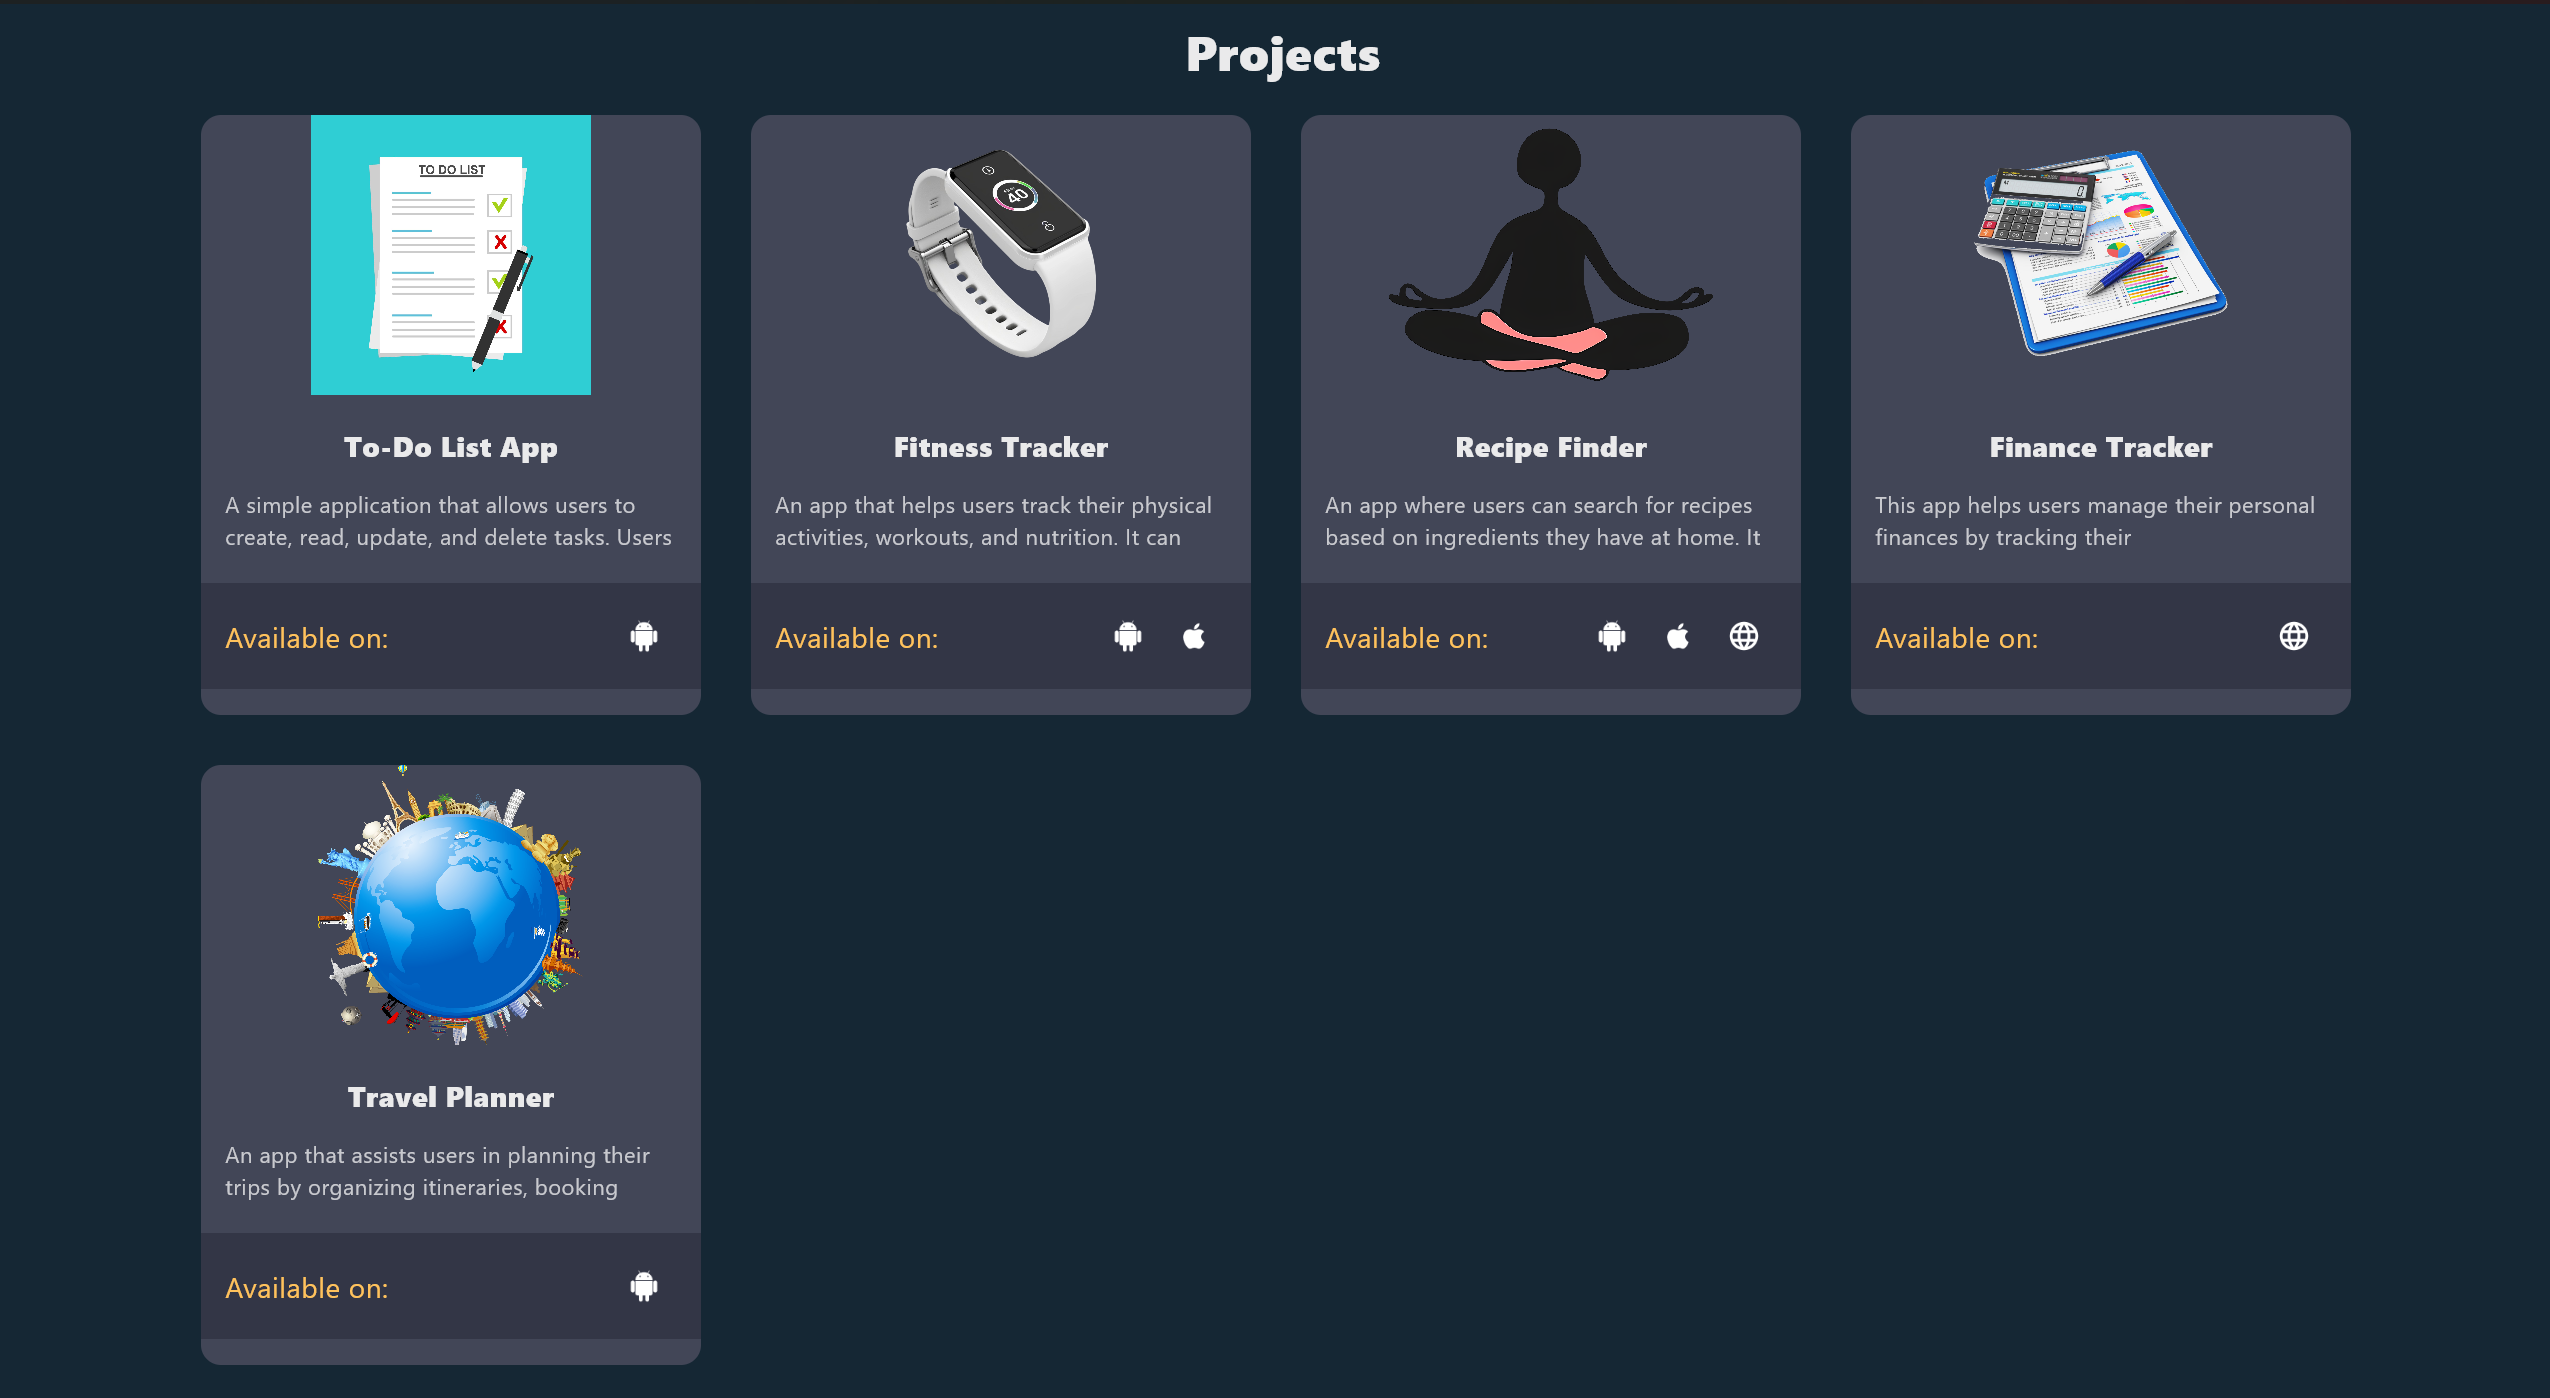 Projects
TO DO LIST
40
0
To-Do List App
A simple application that allows users to
create, read, update, and delete tasks. Users
Available on:
Fitness Tracker
An app that helps users track their physical
activities, workouts, and nutrition. It can
Available on:
Recipe Finder
An app where users can search for recipes
based on ingredients they have at home. It
Available on:
Finance Tracker
This app helps users manage their personal
finances by tracking their
Available on:
Travel Planner
An app that assists users in planning their
trips by organizing itineraries, booking
Available on: